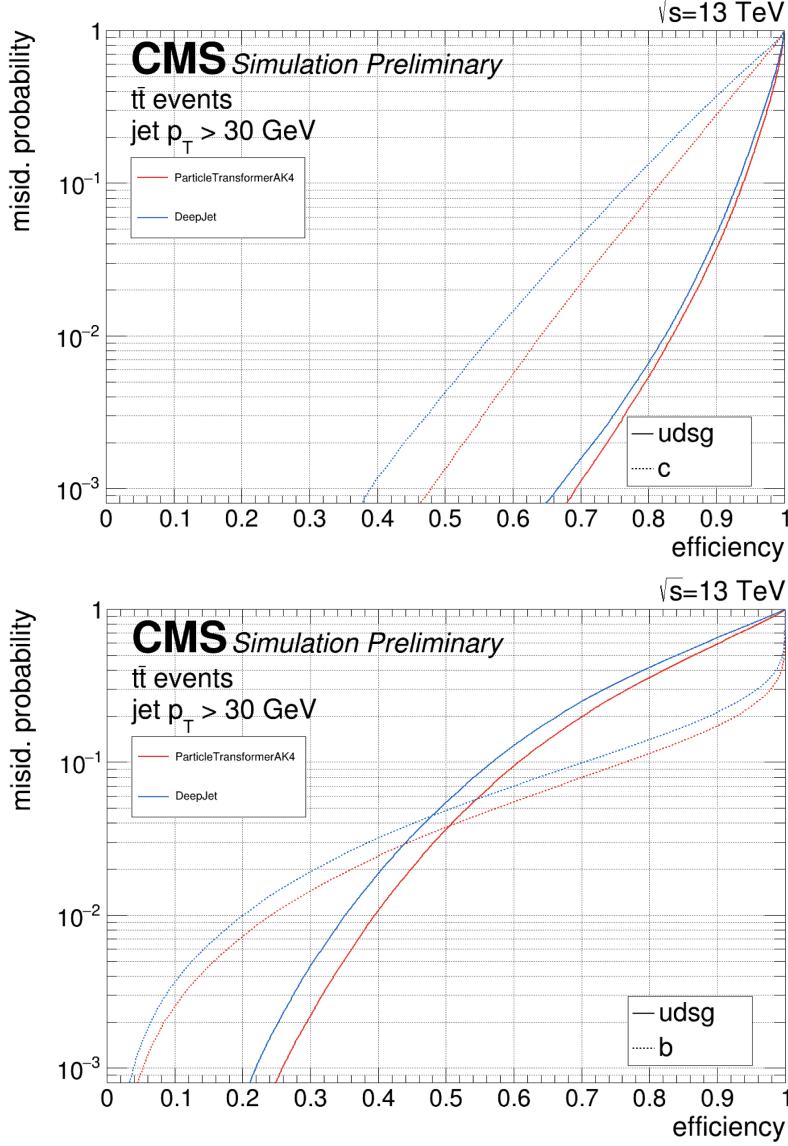 √s=13 TeV
CMS Simulation Preliminary
tt̄ events
jet p_T > 30 GeV
ParticleTransformerAK4
DeepJet
misid. probability
1
10⁻¹
10⁻²
10⁻³
udsg
c
0 0.1 0.2 0.3 0.4 0.5 0.6 0.7 0.8 0.9 1
efficiency
√s=13 TeV
CMS Simulation Preliminary
tt̄ events
jet p_T > 30 GeV
ParticleTransformerAK4
DeepJet
misid. probability
1
10⁻¹
10⁻²
10⁻³
udsg
b
0 0.1 0.2 0.3 0.4 0.5 0.6 0.7 0.8 0.9 1
efficiency